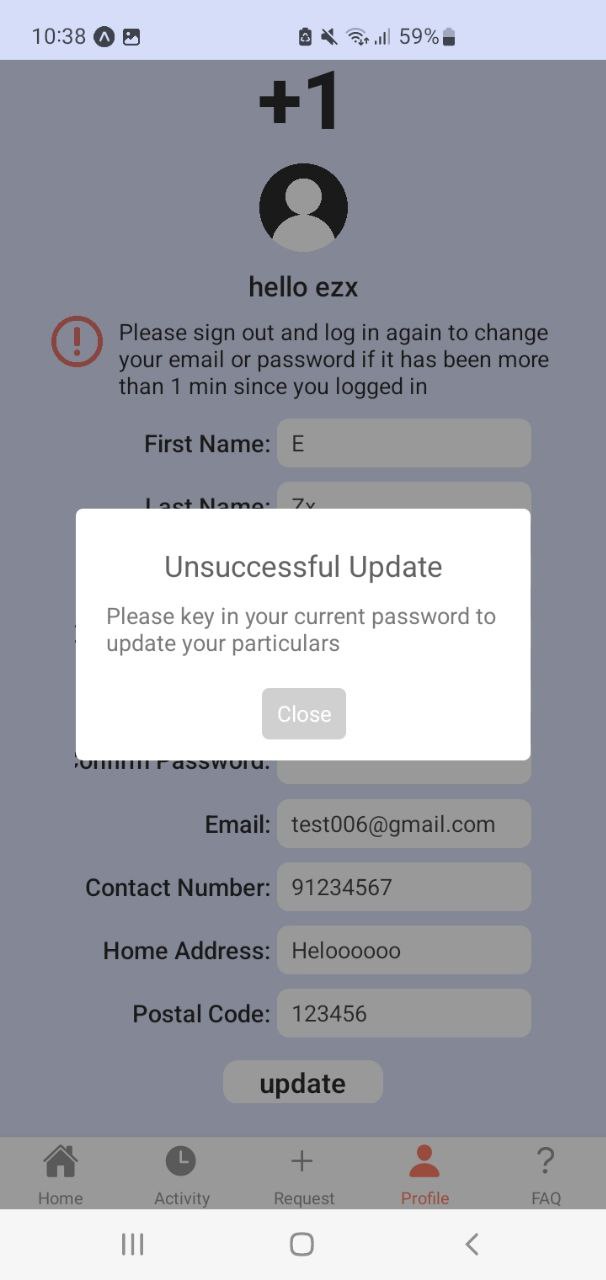 10:38
59%
+1
hello ezx
Please sign out and log in again to change
your email or password if it has been more
than 1 min since you logged in
First Name: E
Last Name: Zx
Unsuccessful Update
Please key in your current password to
update your particulars
Close
Confirm Password:
Email: test006@gmail.com
Contact Number: 91234567
Home Address: Heloooooo
Postal Code: 123456
update
Home Activity Request Profile FAQ